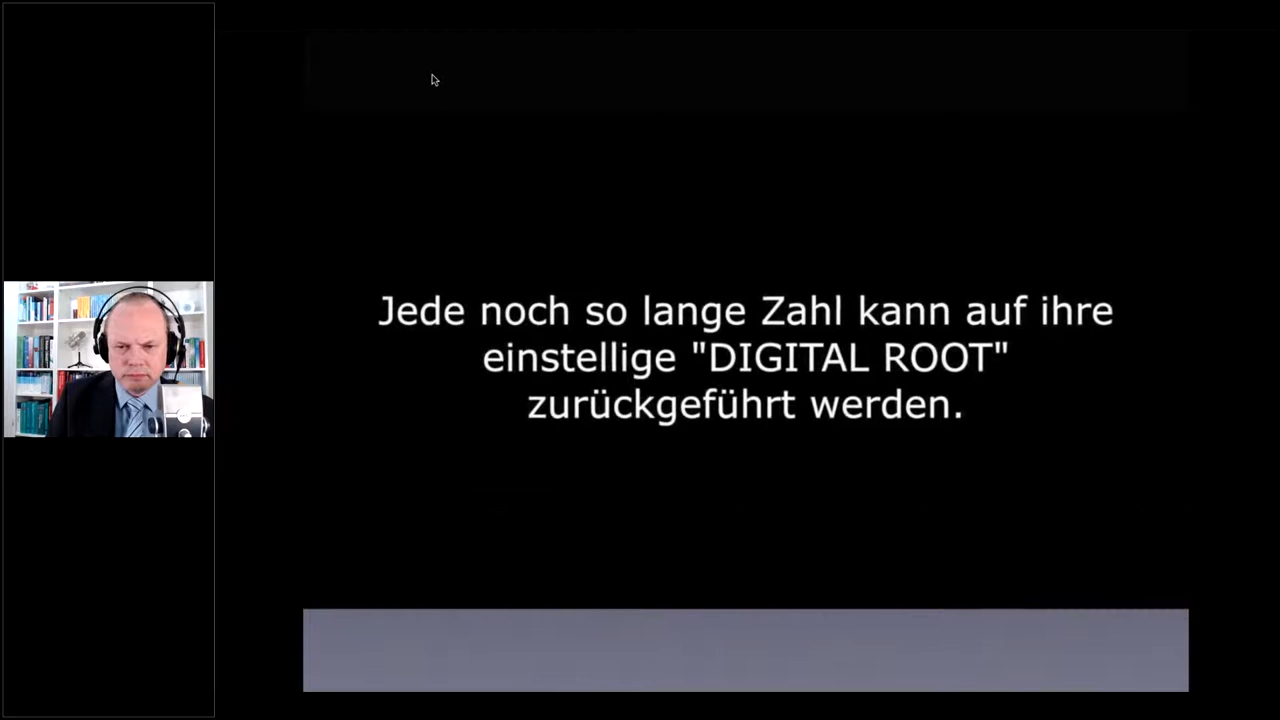 Jede noch so lange Zahl kann auf ihre
einstellige "DIGITAL ROOT"
zurückgeführt werden.